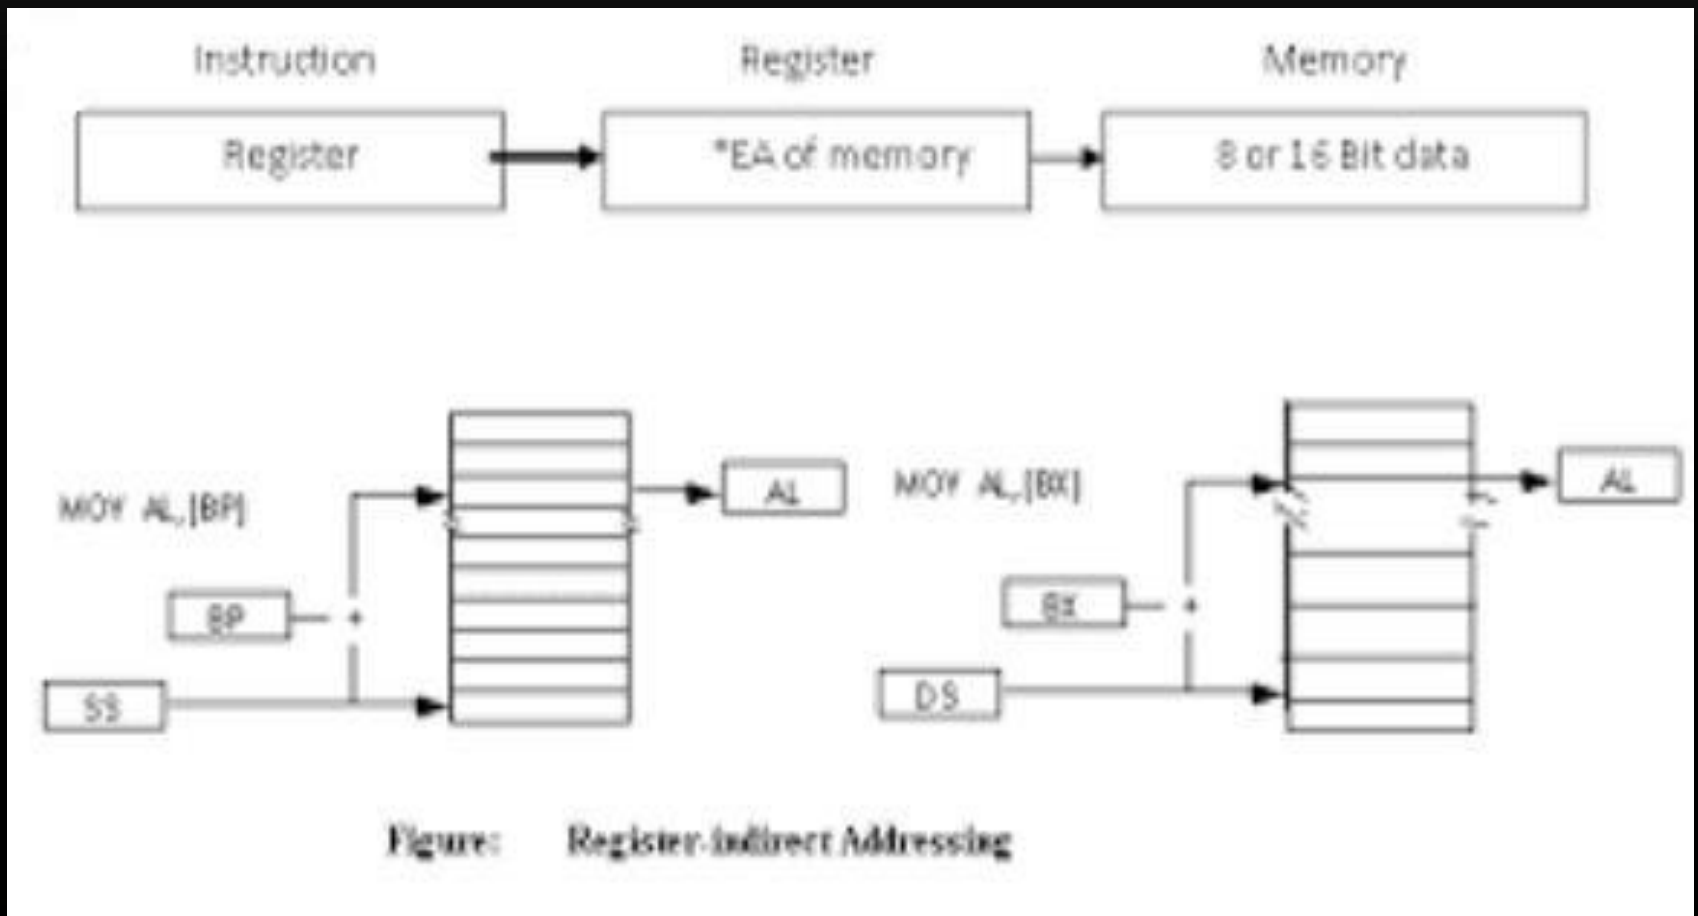 Instruction
Register
Memory
Register
*EA of memory
8 or 16 Bit data
MOV AL,[BP]
AL
BP
SS
MOV AL,[BX]
AL
BX
DS
+
+
Figure: Register-indirect Addressing